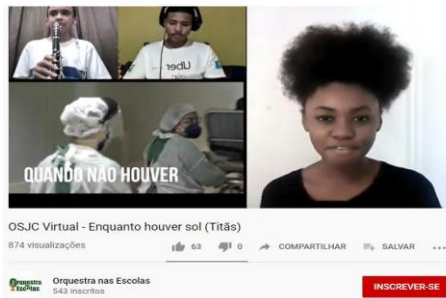 Uber
QUANDO NÃO HOUVER
OSJC Virtual - Enquanto houver sol (Titãs)
874 visualizações
63
0
COMPARTILHAR
SALVAR
Orquestra nas Escolas
Orquestra nas Escolas
543 inscritos
INSCREVER-SE